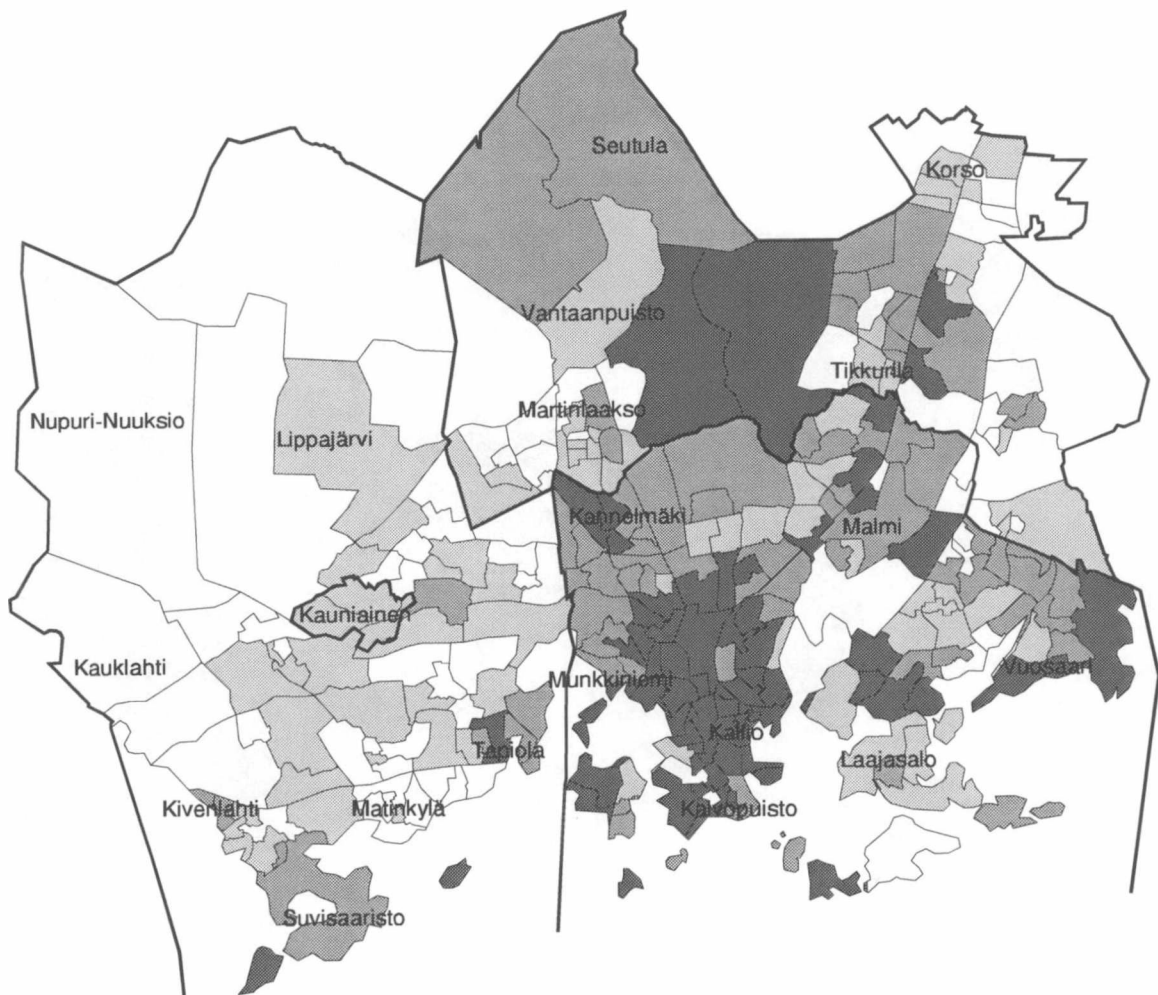 Seutula
Korso
Vantaanpuisto
Tikkurila
Martinlaakso
Nupuri-Nuuksio
Lippajärvi
Kannelmäki
Malmi
Kauniainen
Kauklahti
Munkkiniemi
Vuosaari
Kallio
Tapiola
Laajasalo
Kivenlahti
Matinkylä
Kaivopuisto
Suvisaaristo